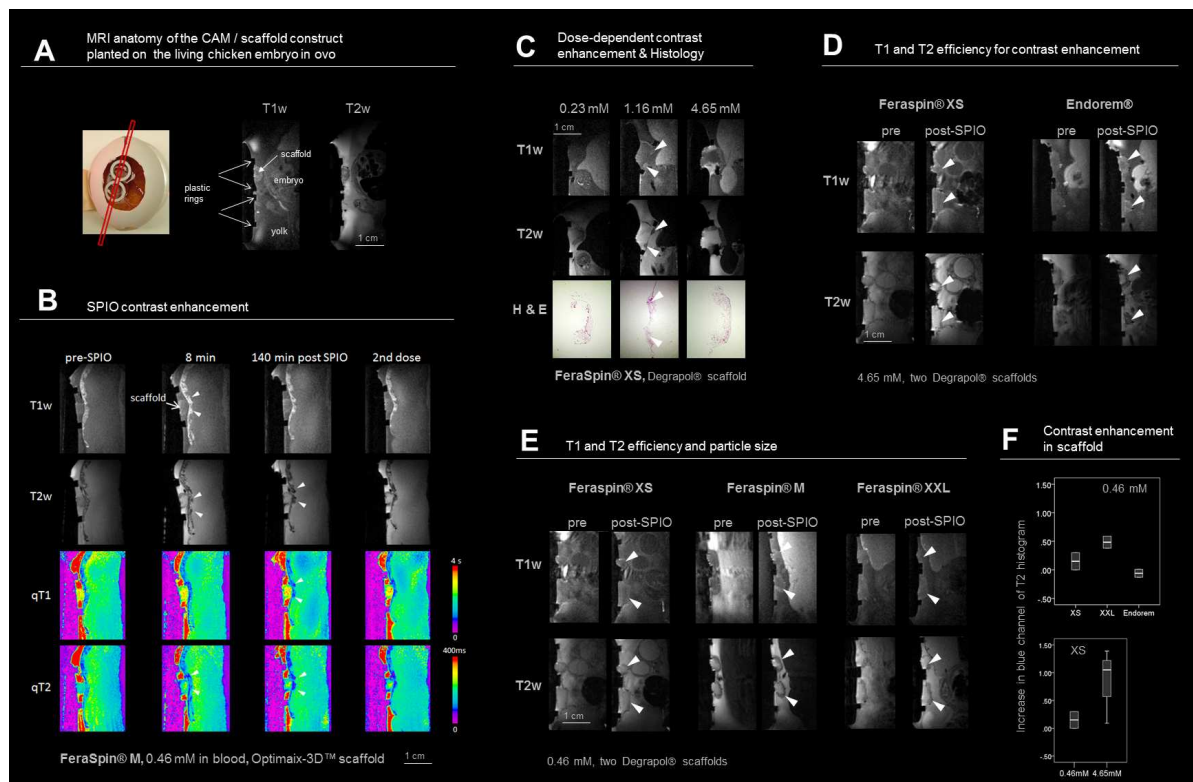 A
MRI anatomy of the CAM / scaffold construct
planted on the living chicken embryo in ovo
T1w
T2w
scaffold
embryo
plastic
rings
yolk
1 cm
B
SPIO contrast enhancement
pre-SPIO
8 min
140 min post SPIO
2nd dose
T1w
scaffold
T2w
qT1
4 s
0
qT2
400ms
0
FeraSpin® M, 0.46 mM in blood, Optimaix-3D™ scaffold
1 cm
C
Dose-dependent contrast
enhancement & Histology
0.23 mM
1.16 mM
4.65 mM
1 cm
T1w
T2w
H & E
FeraSpin® XS, Degrapol® scaffold
D
T1 and T2 efficiency for contrast enhancement
Feraspin® XS
Endorem®
pre
post-SPIO
pre
post-SPIO
T1w
T2w
1 cm
4.65 mM, two Degrapol® scaffolds
E
T1 and T2 efficiency and particle size
Feraspin® XS
Feraspin® M
Feraspin® XXL
pre
post-SPIO
pre
post-SPIO
pre
post-SPIO
T1w
T2w
1 cm
0.46 mM, two Degrapol® scaffolds
F
Contrast enhancement
in scaffold
Increase in blue channel of T2 histogram
1.50
1.00
.50
.00
-.50
0.46 mM
XS
XXL
Endorem
1.50
1.00
.50
.00
-.50
XS
0.46mM
4.65mM